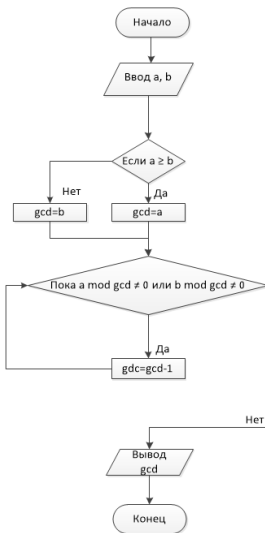 Начало
Ввод a, b
Если a ≥ b
Нет
Да
gcd=b
gcd=a
Пока a mod gcd ≠ 0 или b mod gcd ≠ 0
Да
gdc=gcd-1
Нет
Вывод
gcd
Конец